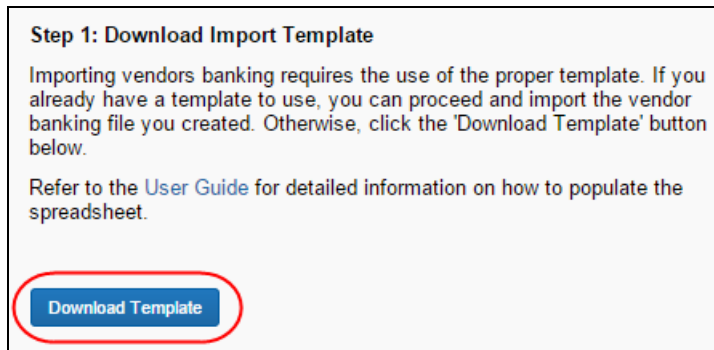 Step 1: Download Import Template
Importing vendors banking requires the use of the proper template. If you
already have a template to use, you can proceed and import the vendor
banking file you created. Otherwise, click the 'Download Template' button
below.
Refer to the User Guide for detailed information on how to populate the
spreadsheet.
Download Template